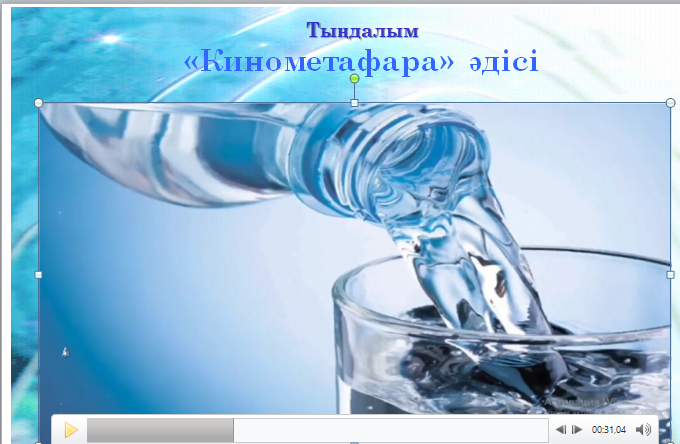 Тыңдалым
«Кинометафара» әдісі
00:31,04